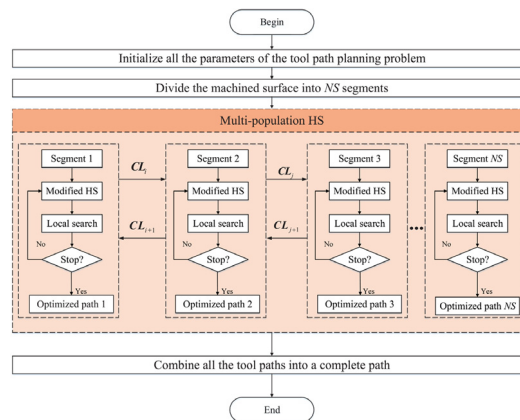 Begin
Initialize all the parameters of the tool path planning problem
Divide the machined surface into NS segments
Multi-population HS
Segment 1
Modified HS
Local search
No
Stop?
Yes
Optimized path 1
CLi
CLi+1
Segment 2
Modified HS
Local search
No
Stop?
Yes
Optimized path 2
CLj
CLj+1
Segment 3
Modified HS
Local search
No
Stop?
Yes
Optimized path 3
...
Segment NS
Modified HS
Local search
No
Stop?
Yes
Optimized path NS
Combine all the tool paths into a complete path
End